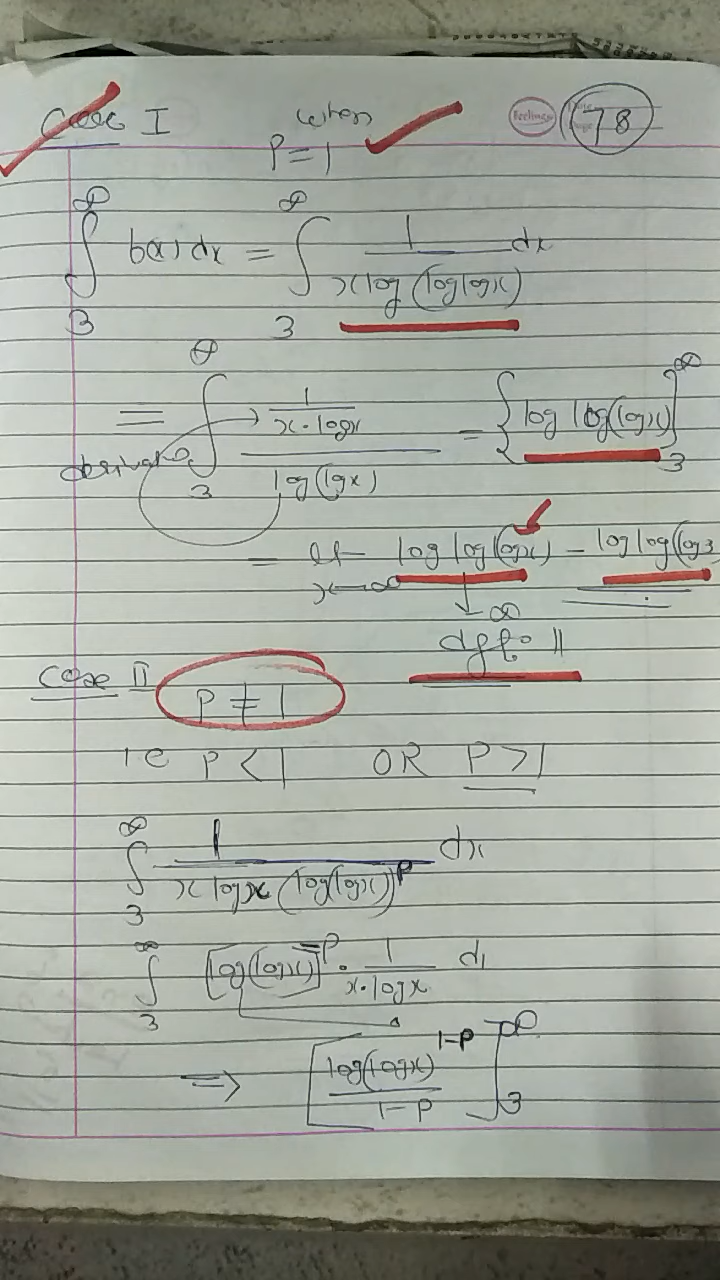 Case I when
P = 1
78
∞ ∫ 3 f(x) dx = ∞ ∫ 3 1 / x log (log log x) dx
= ∞ ∫ 3 1 / x · log x / log (log x) = { log log (log x) ] ∞ 3
derivative
= lt x→∞ log log (log x) - log log (log 3
↓ ∞
Case II P ≠ 1
ie P < 1 OR P > 1
∞ ∫ 3 1 / x log x (log (log x))^P dx
∞ ∫ 3 [log (log x)]^-P · 1 / x · log x d
⇒ [ log (log x)^1-P / 1-P ] ∞ 3